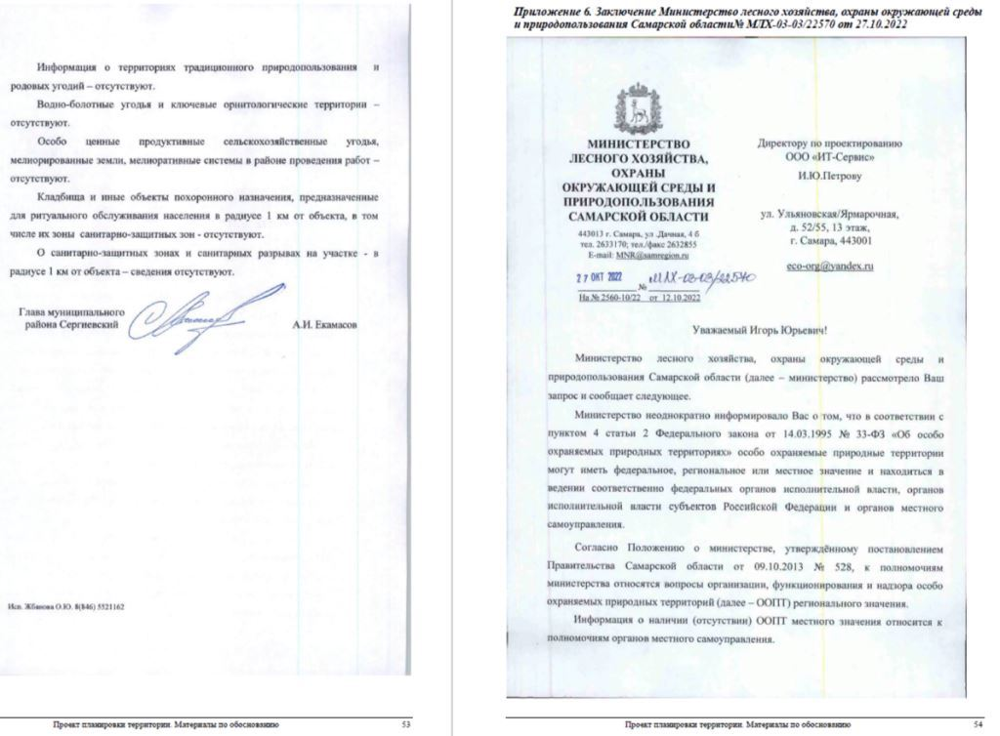 Информация о территориях традиционного природопользования и
родовых угодий – отсутствуют.
Водно-болотные угодья и ключевые орнитологические территории –
отсутствуют.
Особо ценные продуктивные сельскохозяйственные угодья,
мелиорированные земли, мелиоративные системы в районе проведения работ –
отсутствуют.
Кладбища и иные объекты похоронного назначения, предназначенные
для ритуального обслуживания населения в радиусе 1 км от объекта, в том
числе их зоны санитарно-защитных зон - отсутствуют.
О санитарно-защитных зонах и санитарных разрывах на участке - в
радиусе 1 км от объекта – сведения отсутствуют.
Глава муниципального
района Сергиевский
А.И. Екамасов
Исп. Жбанова О.Ю. 8(846) 5521162
Проект планировки территории. Материалы по обоснованию 53
Приложение 6. Заключение Министерство лесного хозяйства, охраны окружающей среды
и природопользования Самарской области№ МЛХ-03-03/22570 от 27.10.2022
МИНИСТЕРСТВО
ЛЕСНОГО ХОЗЯЙСТВА,
ОХРАНЫ
ОКРУЖАЮЩЕЙ СРЕДЫ И
ПРИРОДОПОЛЬЗОВАНИЯ
САМАРСКОЙ ОБЛАСТИ
443013 г. Самара, ул .Дачная, 4 б
тел. 2633170; тел./факс 2632855
E-mail: MNR@samregion.ru
27 ОКТ 2022 № МЛХ-03-03/22570
На № 2560-10/22 от 12.10.2022
Директору по проектированию
ООО «ИТ-Сервис»
И.Ю.Петрову
ул. Ульяновская/Ярмарочная,
д. 52/55, 13 этаж,
г. Самара, 443001
eco-org@yandex.ru
Уважаемый Игорь Юрьевич!
Министерство лесного хозяйства, охраны окружающей среды и
природопользования Самарской области (далее – министерство) рассмотрело Ваш
запрос и сообщает следующее.
Министерство неоднократно информировало Вас о том, что в соответствии с
пунктом 4 статьи 2 Федерального закона от 14.03.1995 № 33-ФЗ «Об особо
охраняемых природных территориях» особо охраняемые природные территории
могут иметь федеральное, региональное или местное значение и находиться в
ведении соответственно федеральных органов исполнительной власти, органов
исполнительной власти субъектов Российской Федерации и органов местного
самоуправления.
Согласно Положению о министерстве, утверждённому постановлением
Правительства Самарской области от 09.10.2013 № 528, к полномочиям
министерства относятся вопросы организации, функционирования и надзора особо
охраняемых природных территорий (далее – ООПТ) регионального значения.
Информация о наличии (отсутствии) ООПТ местного значения относится к
полномочиям органов местного самоуправления.
Проект планировки территории. Материалы по обоснованию 54